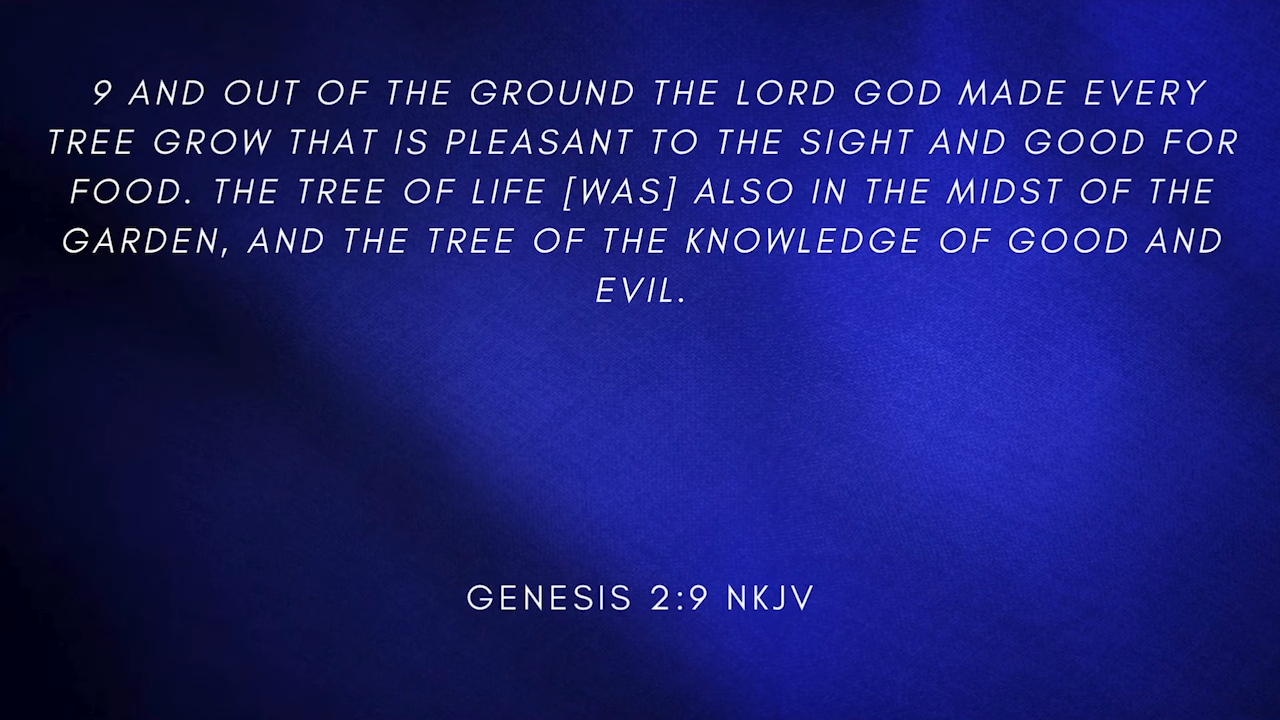 9 AND OUT OF THE GROUND THE LORD GOD MADE EVERY
TREE GROW THAT IS PLEASANT TO THE SIGHT AND GOOD FOR
FOOD. THE TREE OF LIFE [WAS] ALSO IN THE MIDST OF THE
GARDEN, AND THE TREE OF THE KNOWLEDGE OF GOOD AND
EVIL.
GENESIS 2:9 NKJV